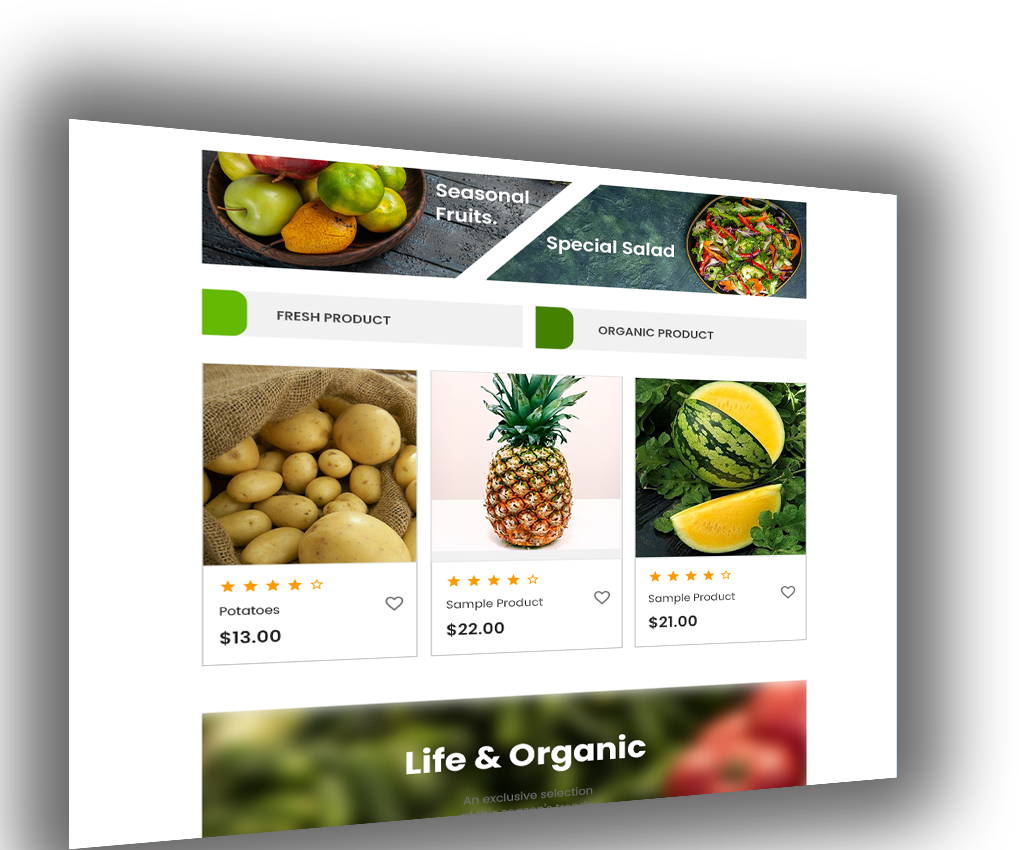 Seasonal
Fruits.
Special Salad
FRESH PRODUCT
ORGANIC PRODUCT
Potatoes
$13.00
Sample Product
$22.00
Sample Product
$21.00
Life & Organic
An exclusive selection